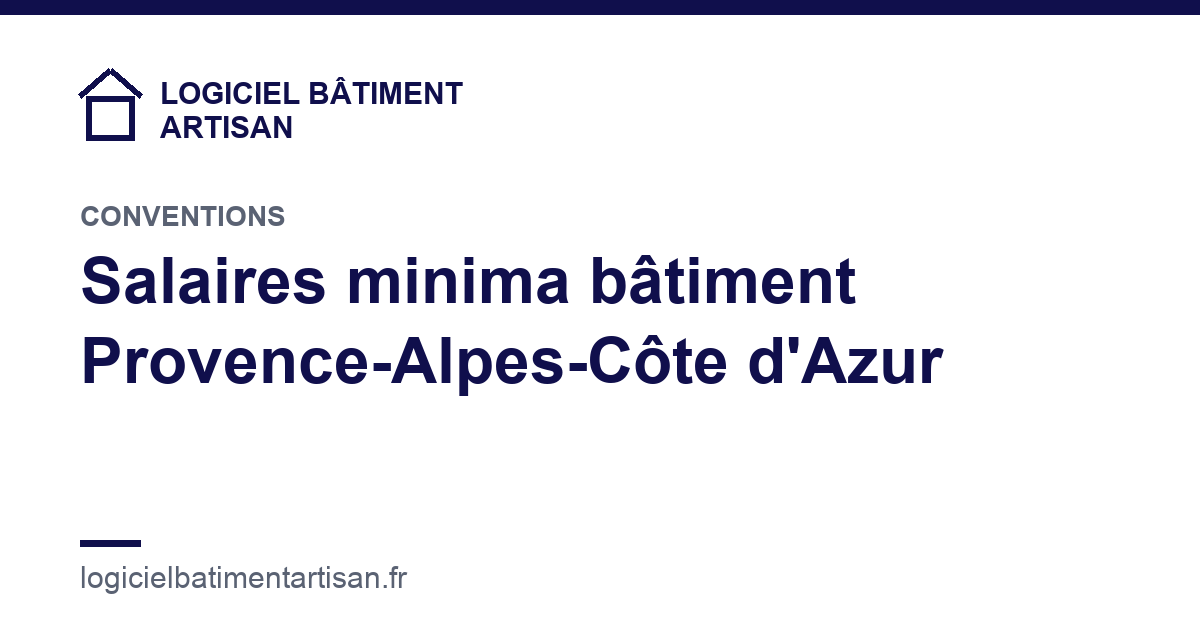 LOGICIEL BÂTIMENT
ARTISAN
CONVENTIONS
Salaires minima bâtiment
Provence-Alpes-Côte d'Azur
logicielbatimentartisan.fr